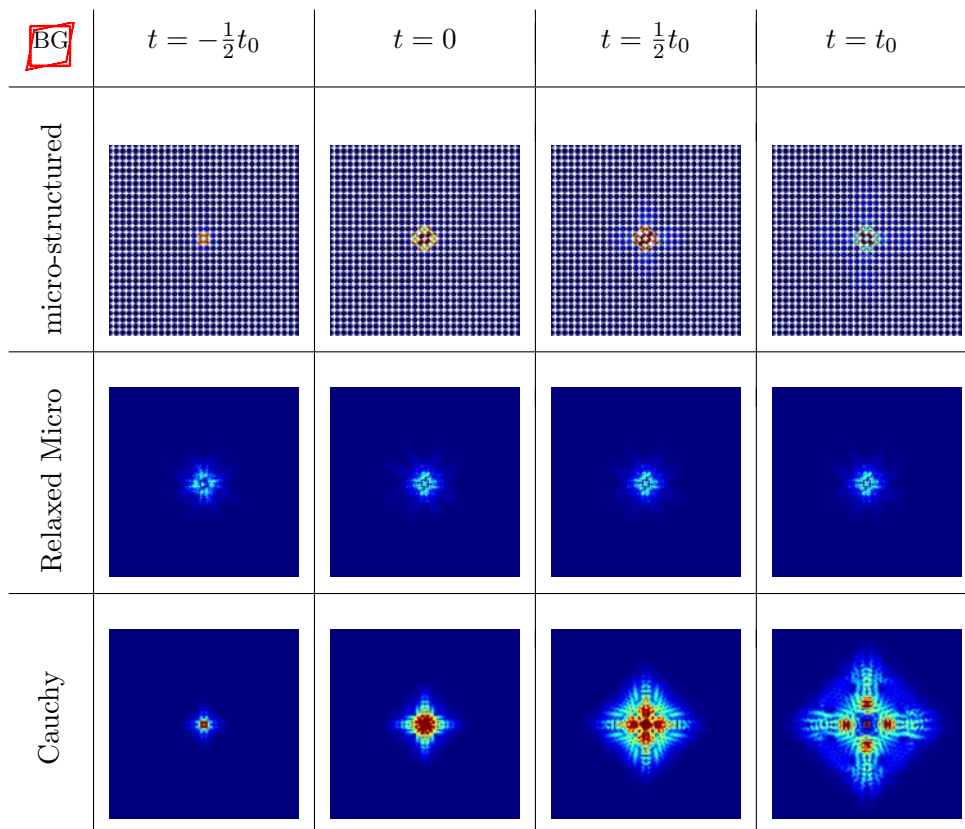 BG t = −½t₀ t = 0 t = ½t₀ t = t₀
micro-structured
Relaxed Micro
Cauchy